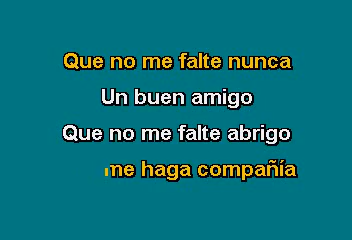 Que no me falte nunca
Un buen amigo
Que no me falte abrigo
me haga compañía